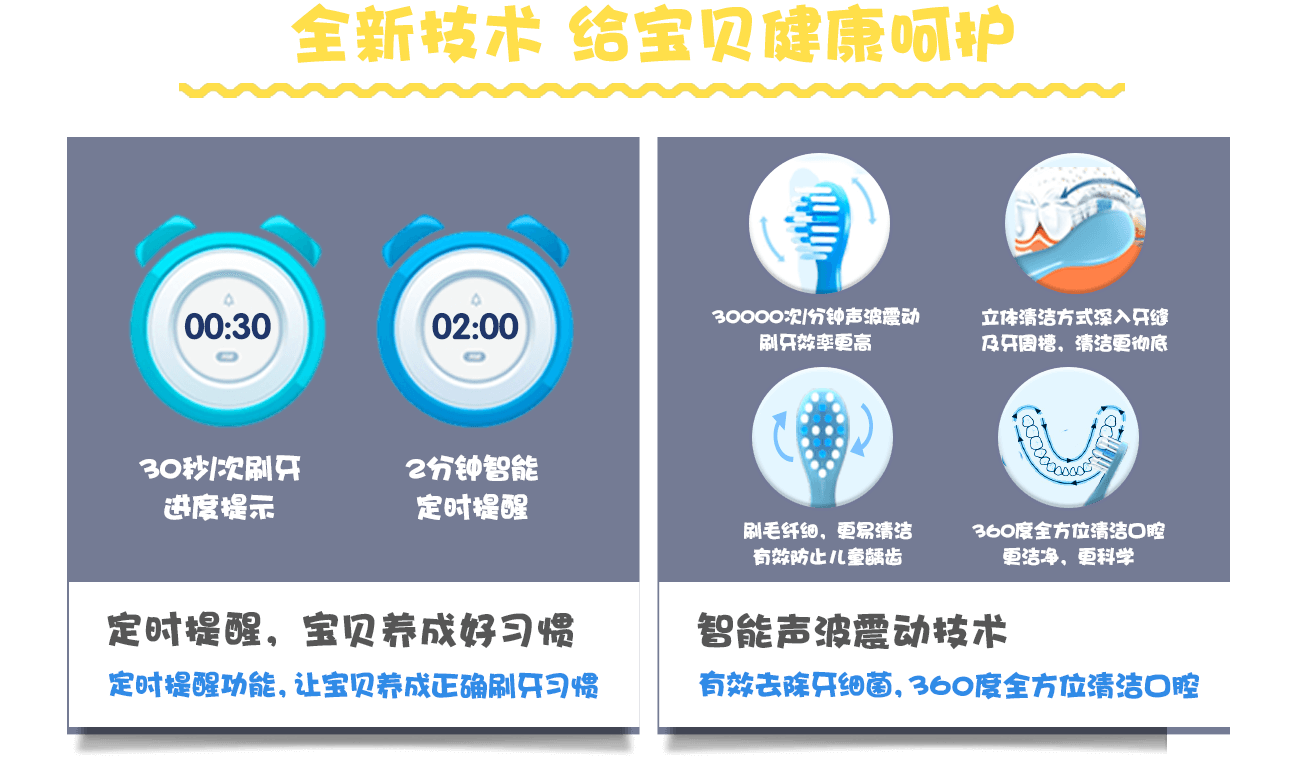 全新技术 给宝贝健康呵护
00:30
02:00
30秒/次刷牙
进度提示
2分钟智能
定时提醒
30000次/分钟声波震动
刷牙效率更高
立体清洁方式深入牙缝
及牙周槽，清洁更彻底
刷毛纤细，更易清洁
有效防止儿童龋齿
360度全方位清洁口腔
更洁净，更科学
定时提醒，宝贝养成好习惯
定时提醒功能，让宝贝养成正确刷牙习惯
智能声波震动技术
有效去除牙细菌，360度全方位清洁口腔